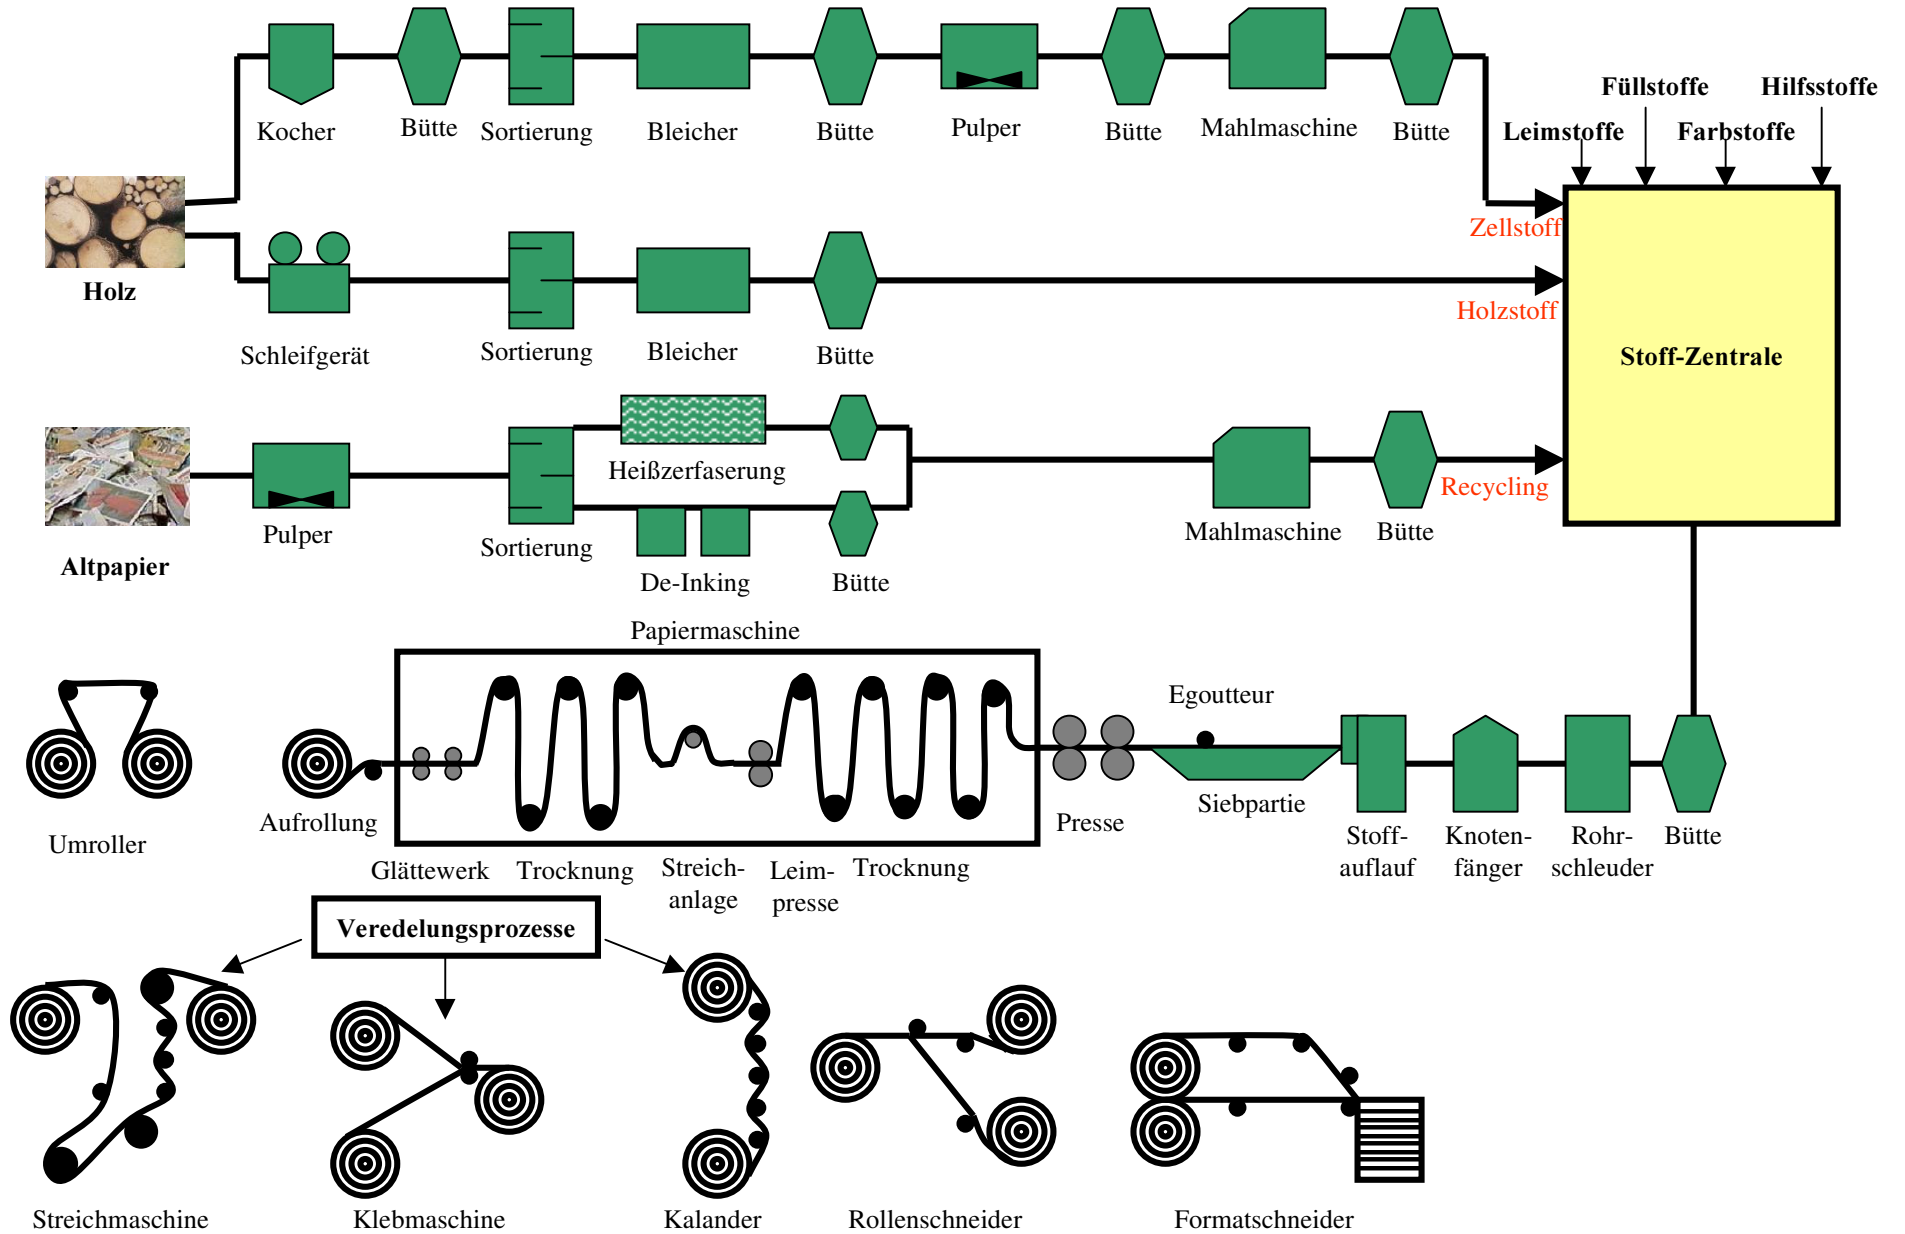 Kocher
Bütte
Sortierung
Bleicher
Bütte
Pulper
Bütte
Mahlmaschine
Bütte
Füllstoffe
Hilfsstoffe
Leimstoffe
Farbstoffe
Holz
Zellstoff
Schleifgerät
Sortierung
Bleicher
Bütte
Holzstoff
Stoff-Zentrale
Altpapier
Pulper
Sortierung
Heißzerfaserung
De-Inking
Bütte
Mahlmaschine
Bütte
Recycling
Papiermaschine
Umroller
Aufrollung
Glättewerk
Trocknung
Streich-
anlage
Leim-
presse
Trocknung
Presse
Egoutteur
Siebpartie
Stoff-
auflauf
Knoten-
fänger
Rohr-
schleuder
Bütte
Veredelungsprozesse
Streichmaschine
Klebmaschine
Kalander
Rollenschneider
Formatschneider